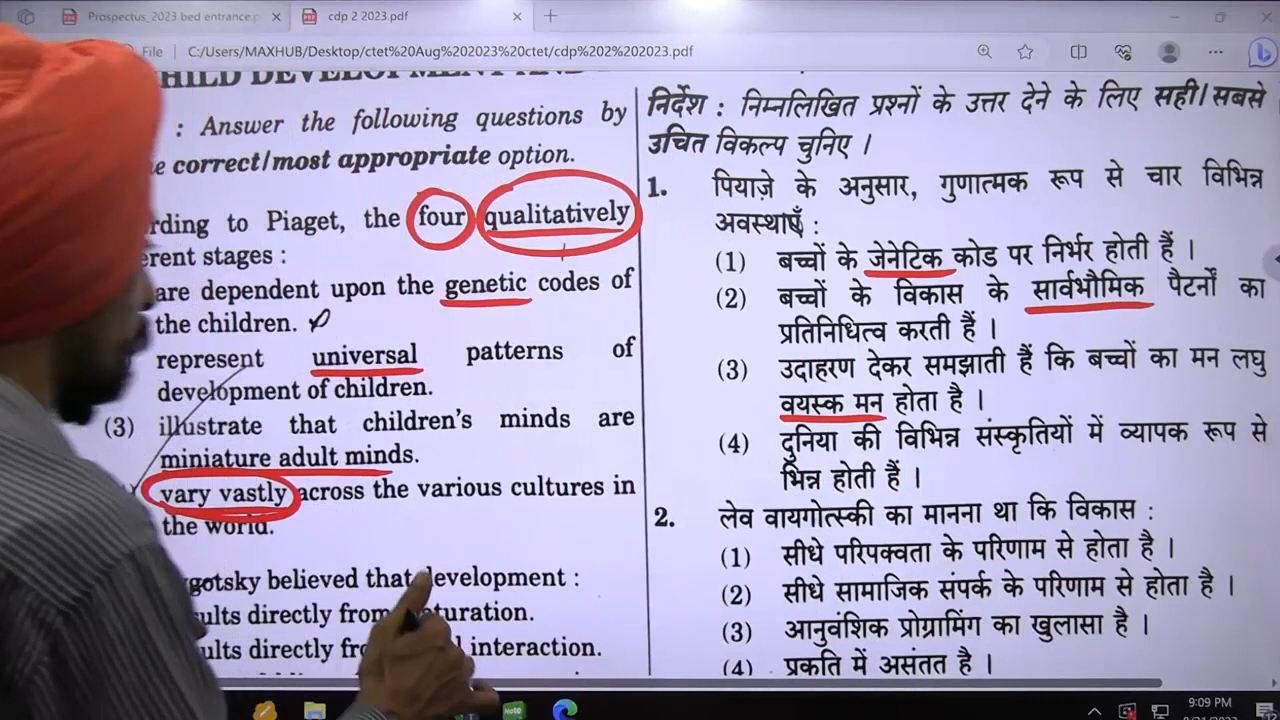 Prospectus_2023 bed entrance.p
cdp 2 2023.pdf
File
C:/Users/MAXHUB/Desktop/ctet%20Aug%202023%20ctet/cdp%202%202023.pdf
HILD DEVELOPMENT AND
: Answer the following questions by
correct/most appropriate option.
rding to Piaget, the four qualitatively
erent stages :
are dependent upon the genetic codes of
the children.
represent universal patterns of
development of children.
(3) illustrate that children's minds are
miniature adult minds.
vary vastly across the various cultures in
the world.
gotsky believed that development :
ults directly from maturation.
ults directly interaction.
निर्देश : निम्नलिखित प्रश्नों के उत्तर देने के लिए सही/सबसे
उचित विकल्प चुनिए ।
1. पियाज़े के अनुसार, गुणात्मक रूप से चार विभिन्न
अवस्थाएँ :
(1) बच्चों के जेनेटिक कोड पर निर्भर होती हैं ।
(2) बच्चों के विकास के सार्वभौमिक पैटर्नों का
प्रतिनिधित्व करती हैं ।
(3) उदाहरण देकर समझाती हैं कि बच्चों का मन लघु
वयस्क मन होता है ।
(4) दुनिया की विभिन्न संस्कृतियों में व्यापक रूप से
भिन्न होती हैं ।
2. लेव वायगोत्स्की का मानना था कि विकास :
(1) सीधे परिपक्वता के परिणाम से होता है ।
(2) सीधे सामाजिक संपर्क के परिणाम से होता है ।
(3) आनुवंशिक प्रोग्रामिंग का खुलासा है ।
(4) प्रकृति में असंतत है ।
9:09 PM